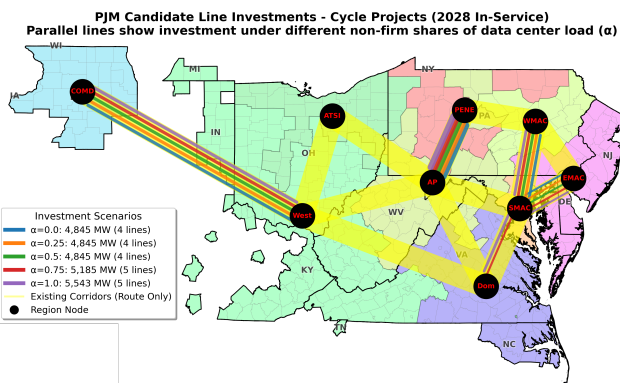 PJM Candidate Line Investments - Cycle Projects (2028 In-Service)
Parallel lines show investment under different non-firm shares of data center load (α)
WI
MI
NY
IA
COMD
PENE
PA
ATSI
WMAC
IN
OH
NJ
AP
EMAC
DE
West
WV
SMAC
VA
KY
Dom
TN
NC
Investment Scenarios
α=0.0: 4,845 MW (4 lines)
α=0.25: 4,845 MW (4 lines)
α=0.5: 4,845 MW (4 lines)
α=0.75: 5,185 MW (5 lines)
α=1.0: 5,543 MW (5 lines)
Existing Corridors (Route Only)
Region Node